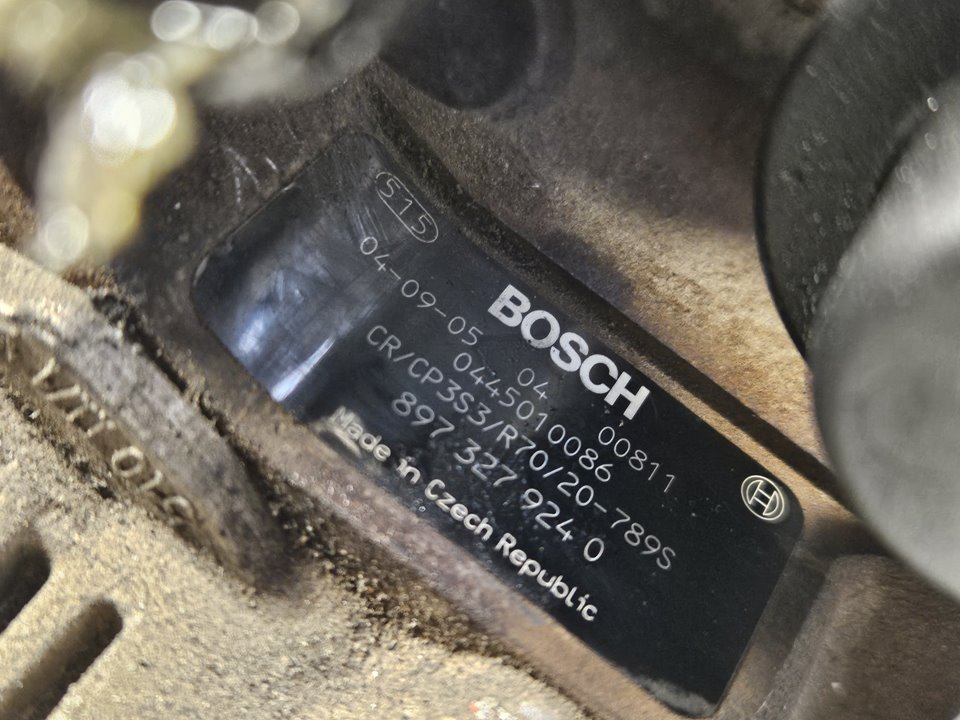 515
BOSCH
04-09-05 04 00811
0445010086
CR/CP3S3/R70/20-789S
897 327 924 0
Made in Czech Republic